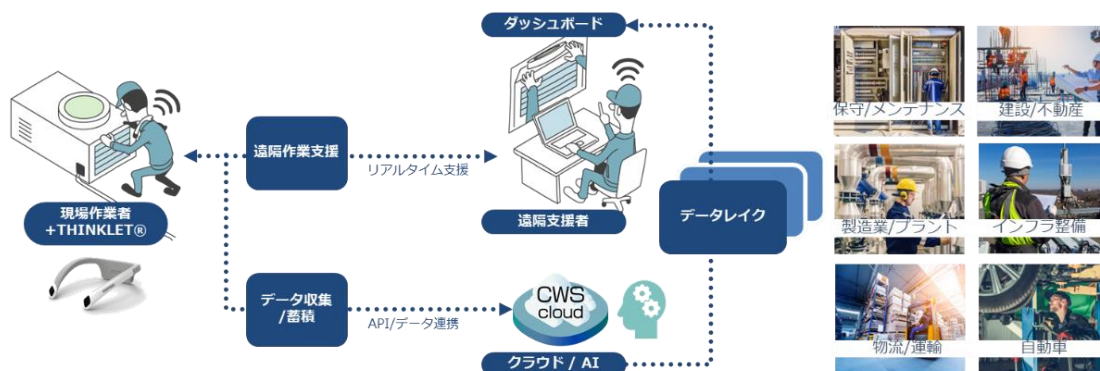 ダッシュボード
遠隔作業支援
リアルタイム支援
現場作業者
+THINKLET®
遠隔支援者
データレイク
データ収集
/蓄積
API/データ連携
CWS
cloud
クラウド / AI
保守/メンテナンス
建設/不動産
製造業/プラント
インフラ整備
物流/運輸
自動車